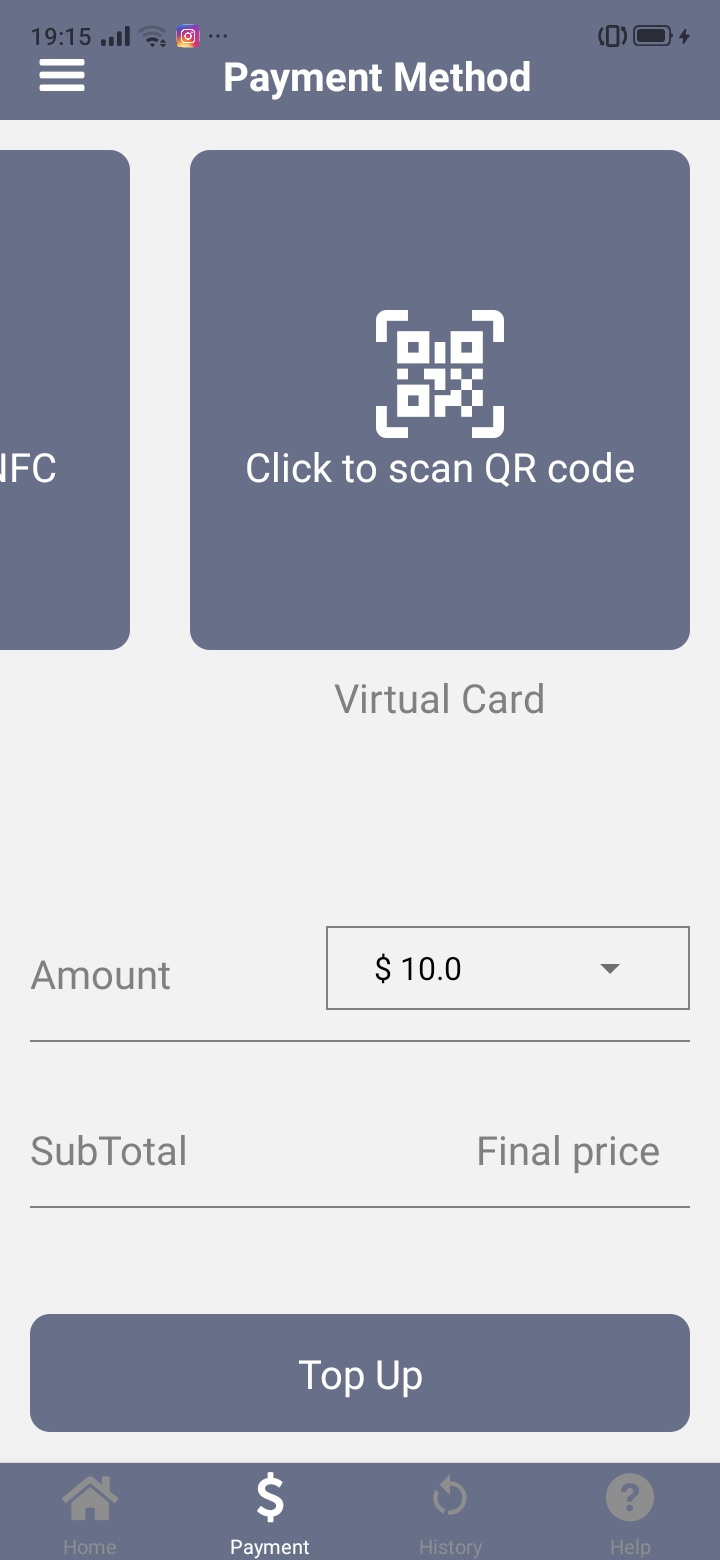 19:15
Payment Method
NFC
Click to scan QR code
Virtual Card
Amount
$ 10.0
SubTotal
Final price
Top Up
Home
Payment
History
Help